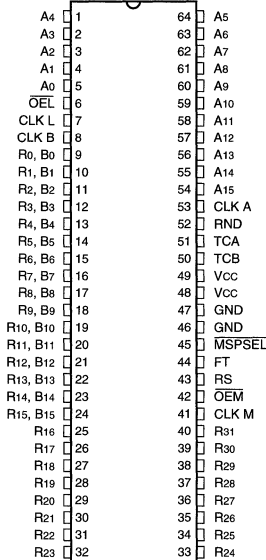 A4 1 64 A5
A3 2 63 A6
A2 3 62 A7
A1 4 61 A8
A0 5 60 A9
OEL 6 59 A10
CLK L 7 58 A11
CLK B 8 57 A12
R0, B0 9 56 A13
R1, B1 10 55 A14
R2, B2 11 54 A15
R3, B3 12 53 CLK A
R4, B4 13 52 RND
R5, B5 14 51 TCA
R6, B6 15 50 TCB
R7, B7 16 49 VCC
R8, B8 17 48 VCC
R9, B9 18 47 GND
R10, B10 19 46 GND
R11, B11 20 45 MSPSEL
R12, B12 21 44 FT
R13, B13 22 43 RS
R14, B14 23 42 OEM
R15, B15 24 41 CLK M
R16 25 40 R31
R17 26 39 R30
R18 27 38 R29
R19 28 37 R28
R20 29 36 R27
R21 30 35 R26
R22 31 34 R25
R23 32 33 R24